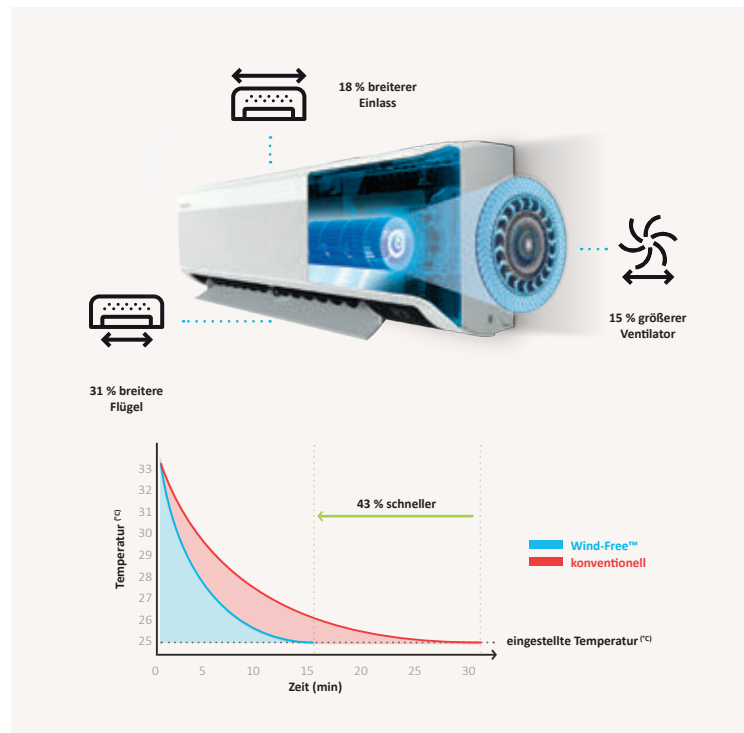 18 % breiterer
Einlass
15 % größerer
Ventilator
31 % breitere
Flügel
43 % schneller
Temperatur (°C)
33
32
31
30
29
28
27
26
25
Wind-Free™
konventionell
eingestellte Temperatur (°C)
0 5 10 15 20 25 30
Zeit (min)